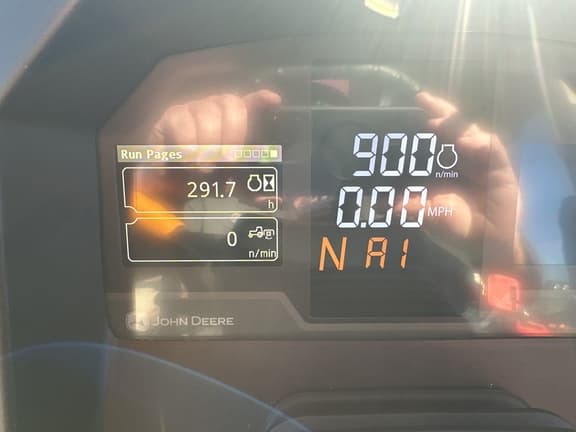 Run Pages
291.7
h
0
n/min
900
n/min
0.00 MPH
N A1
JOHN DEERE